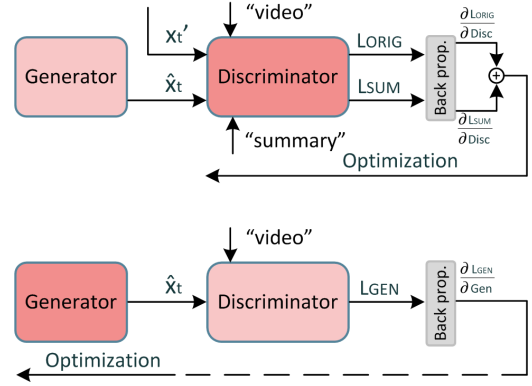 “video”
xt′
Generator
x̂t
Discriminator
LORIG
LSUM
Back prop.
∂LORIG
∂Disc
+
∂LSUM
∂Disc
“summary”
Optimization
“video”
Generator
x̂t
Discriminator
LGEN
Back prop.
∂ LGEN
∂ Gen
Optimization